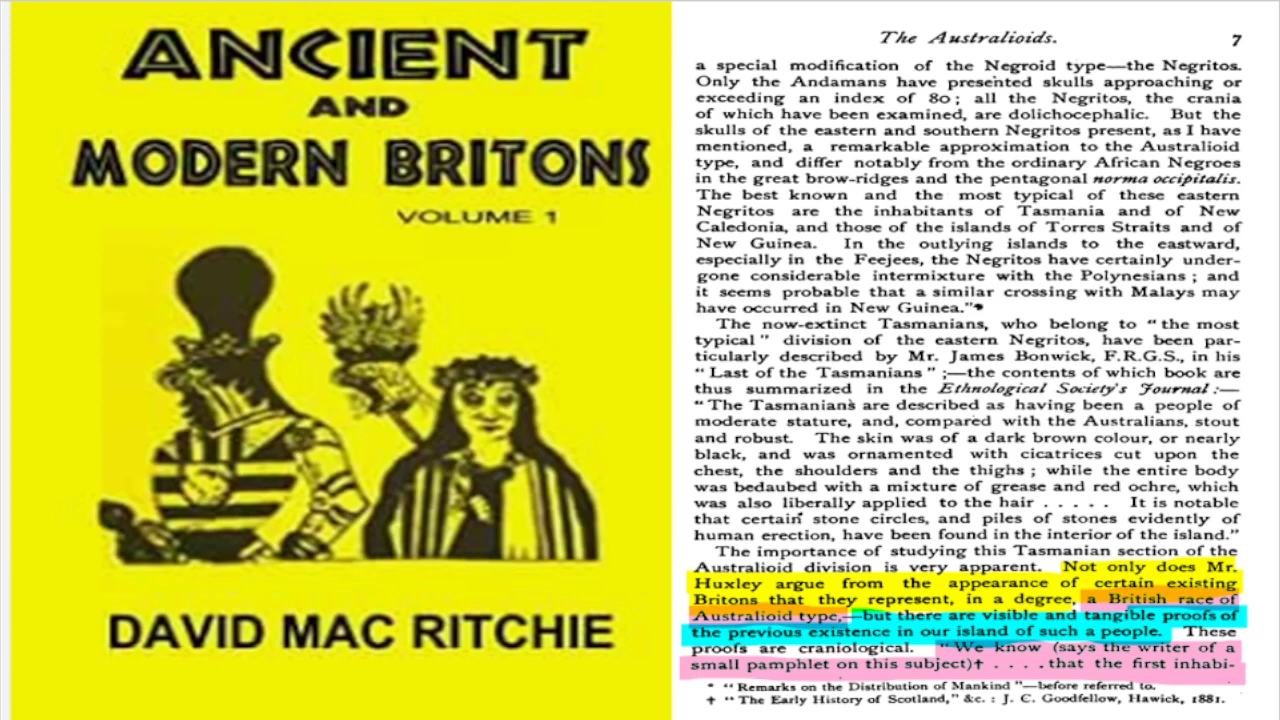 ANCIENT
AND
MODERN BRITONS
VOLUME 1
DAVID MAC RITCHIE
The Australioids. 7
a special modification of the Negroid type—the Negritos.
Only the Andamans have presented skulls approaching or
exceeding an index of 80; all the Negritos, the crania
of which have been examined, are dolichocephalic. But the
skulls of the eastern and southern Negritos present, as I have
mentioned, a remarkable approximation to the Australioid
type, and differ notably from the ordinary African Negroes
in the great brow-ridges and the pentagonal norma occipitalis.
The best known and the most typical of these eastern
Negritos are the inhabitants of Tasmania and of New
Caledonia, and those of the islands of Torres Straits and of
New Guinea. In the outlying islands to the eastward,
especially in the Feejees, the Negritos have certainly under-
gone considerable intermixture with the Polynesians; and
it seems probable that a similar crossing with Malays may
have occurred in New Guinea."*
The now-extinct Tasmanians, who belong to "the most
typical" division of the eastern Negritos, have been par-
ticularly described by Mr. James Bonwick, F.R.G.S., in his
"Last of the Tasmanians";—the contents of which book are
thus summarized in the Ethnological Society's Journal:—
"The Tasmanians are described as having been a people of
moderate stature, and, compared with the Australians, stout
and robust. The skin was of a dark brown colour, or nearly
black, and was ornamented with cicatrices cut upon the
chest, the shoulders and the thighs; while the entire body
was bedaubed with a mixture of grease and red ochre, which
was also liberally applied to the hair . . . . . It is notable
that certain stone circles, and piles of stones evidently of
human erection, have been found in the interior of the island."
The importance of studying this Tasmanian section of the
Australioid division is very apparent. Not only does Mr.
Huxley argue from the appearance of certain existing
Britons that they represent, in a degree, a British race of
Australioid type,—but there are visible and tangible proofs of
the previous existence in our island of such a people. These
proofs are craniological. "We know (says the writer of a
small pamphlet on this subject)† . . . . that the first inhabi-
* "Remarks on the Distribution of Mankind"—before referred to.
† "The Early History of Scotland," &c. : J. C. Goodfellow, Hawick, 1881.